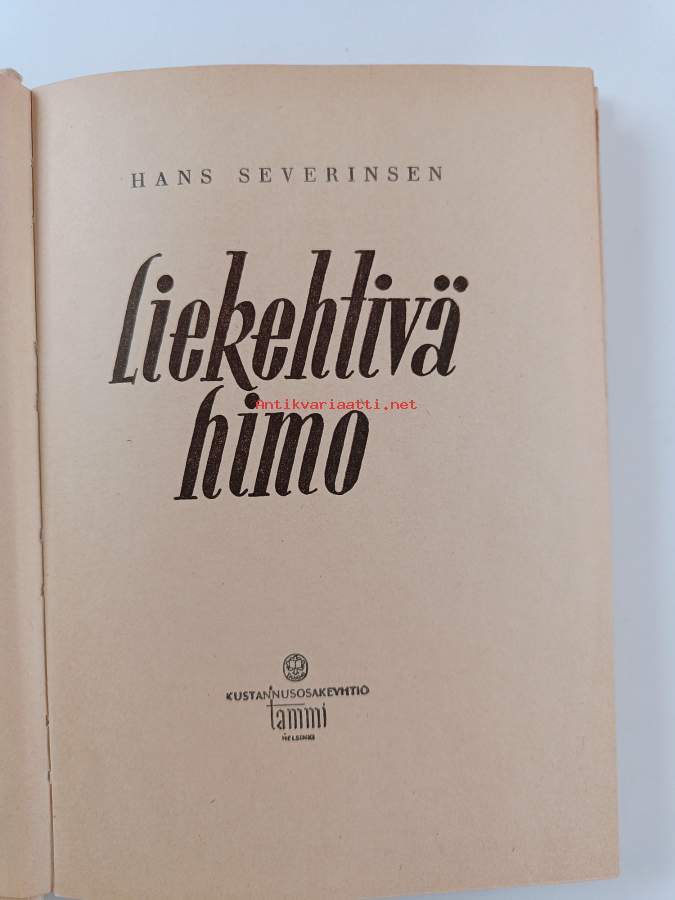 HANS SEVERINSEN
Liekehtivä
Antikvariaatti.net
himo
KUSTANNUSOSAKEYHTIÖ
tammi
HELSINKI